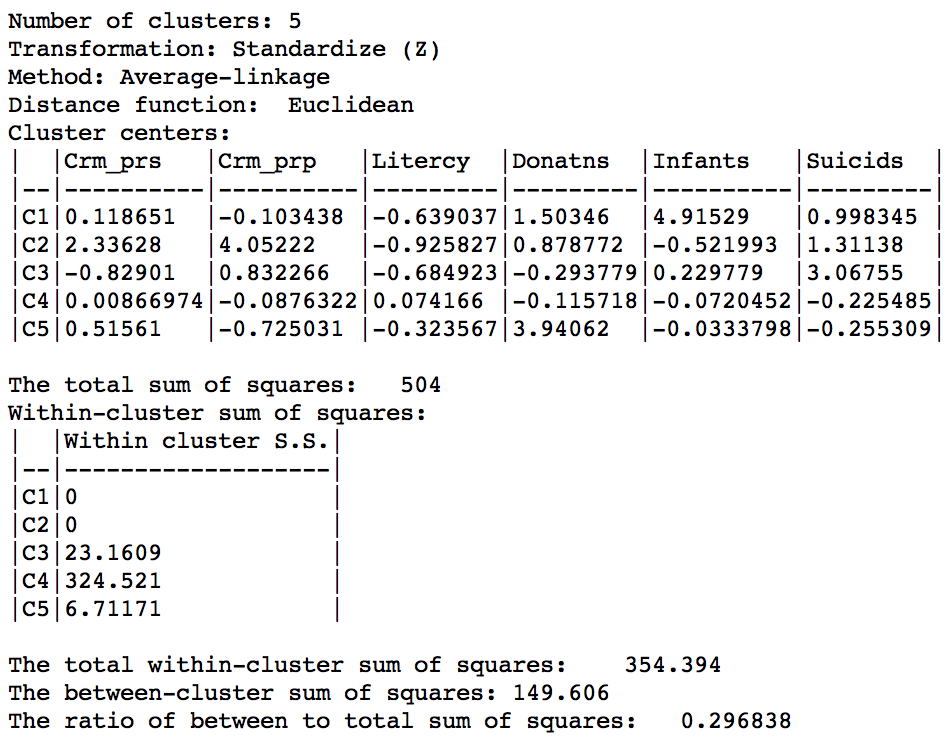 Number of clusters: 5
Transformation: Standardize (Z)
Method: Average-linkage
Distance function:  Euclidean
Cluster centers:
|  |Crm_prs   |Crm_prp  |Litercy  |Donatns  |Infants   |Suicids  |
|--|----------|---------|---------|---------|----------|---------|
|C1|0.118651  |-0.103438 |-0.639037|1.50346  |4.91529   |0.998345 |
|C2|2.33628   |4.05222   |-0.925827|0.878772 |-0.521993 |1.31138  |
|C3|-0.82901  |0.832266  |-0.684923|-0.293779|0.229779  |3.06755  |
|C4|0.00866974|-0.0876322|0.074166 |-0.115718|-0.0720452|-0.225485|
|C5|0.51561   |-0.725031 |-0.323567|3.94062  |-0.0333798|-0.255309|
The total sum of squares:   504
Within-cluster sum of squares:
|  |Within cluster S.S.|
|--|-------------------|
|C1|0                  |
|C2|0                  |
|C3|23.1609            |
|C4|324.521            |
|C5|6.71171            |
The total within-cluster sum of squares:    354.394
The between-cluster sum of squares: 149.606
The ratio of between to total sum of squares:   0.296838